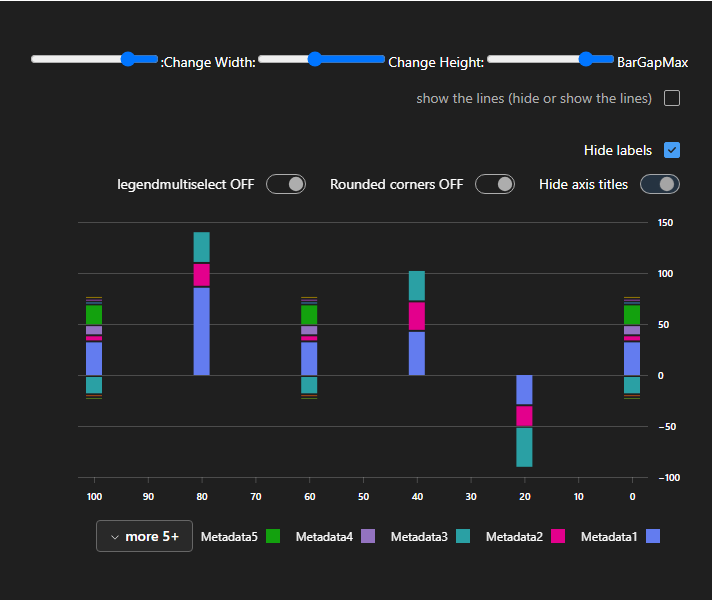 :Change Width: Change Height: BarGapMax
show the lines (hide or show the lines)
Hide labels
legendmultiselect OFF Rounded corners OFF Hide axis titles
150
100
50
0
−50
−100
100 90 80 70 60 50 40 30 20 10 0
more 5+ Metadata5 Metadata4 Metadata3 Metadata2 Metadata1